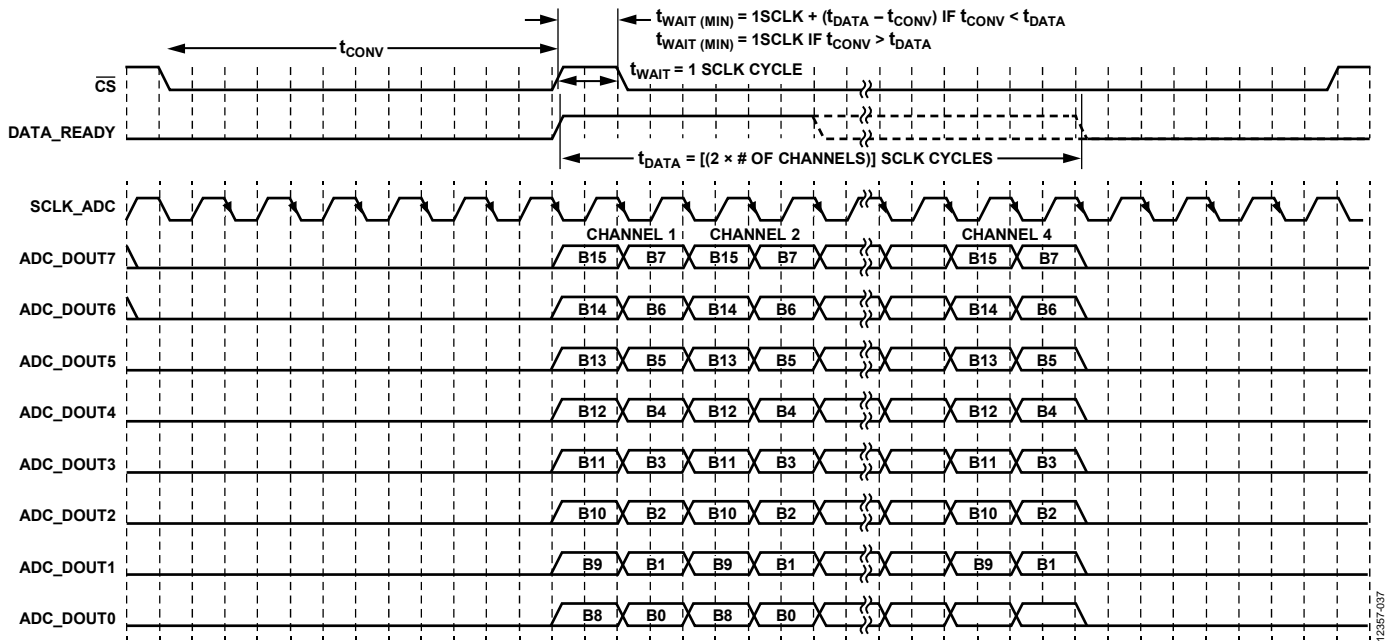 tWAIT (MIN) = 1SCLK + (tDATA – tCONV) IF tCONV < tDATA
tWAIT (MIN) = 1SCLK IF tCONV > tDATA
tCONV
tWAIT = 1 SCLK CYCLE
CS
DATA_READY
tDATA = [(2 × # OF CHANNELS)] SCLK CYCLES
SCLK_ADC
CHANNEL 1 CHANNEL 2 CHANNEL 4
ADC_DOUT7 B15 B7 B15 B7 B15 B7
ADC_DOUT6 B14 B6 B14 B6 B14 B6
ADC_DOUT5 B13 B5 B13 B5 B13 B5
ADC_DOUT4 B12 B4 B12 B4 B12 B4
ADC_DOUT3 B11 B3 B11 B3 B11 B3
ADC_DOUT2 B10 B2 B10 B2 B10 B2
ADC_DOUT1 B9 B1 B9 B1 B9 B1
ADC_DOUT0 B8 B0 B8 B0
12357-037